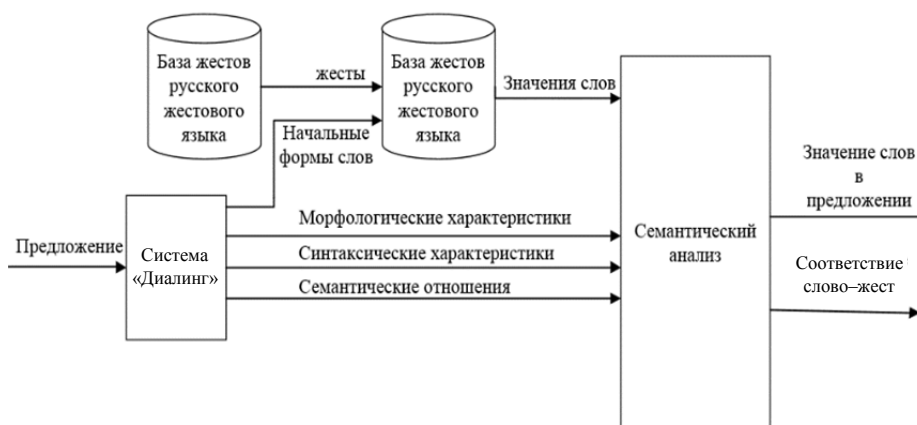 База жестов
русского
жестового
языка
жесты
База жестов
русского
жестового
языка
Значения слов
Начальные
формы слов
Предложение
Система
«Диалинг»
Морфологические характеристики
Синтаксические характеристики
Семантические отношения
Семантический
анализ
Значение слов
в
предложении
Соответствие
слово–жест